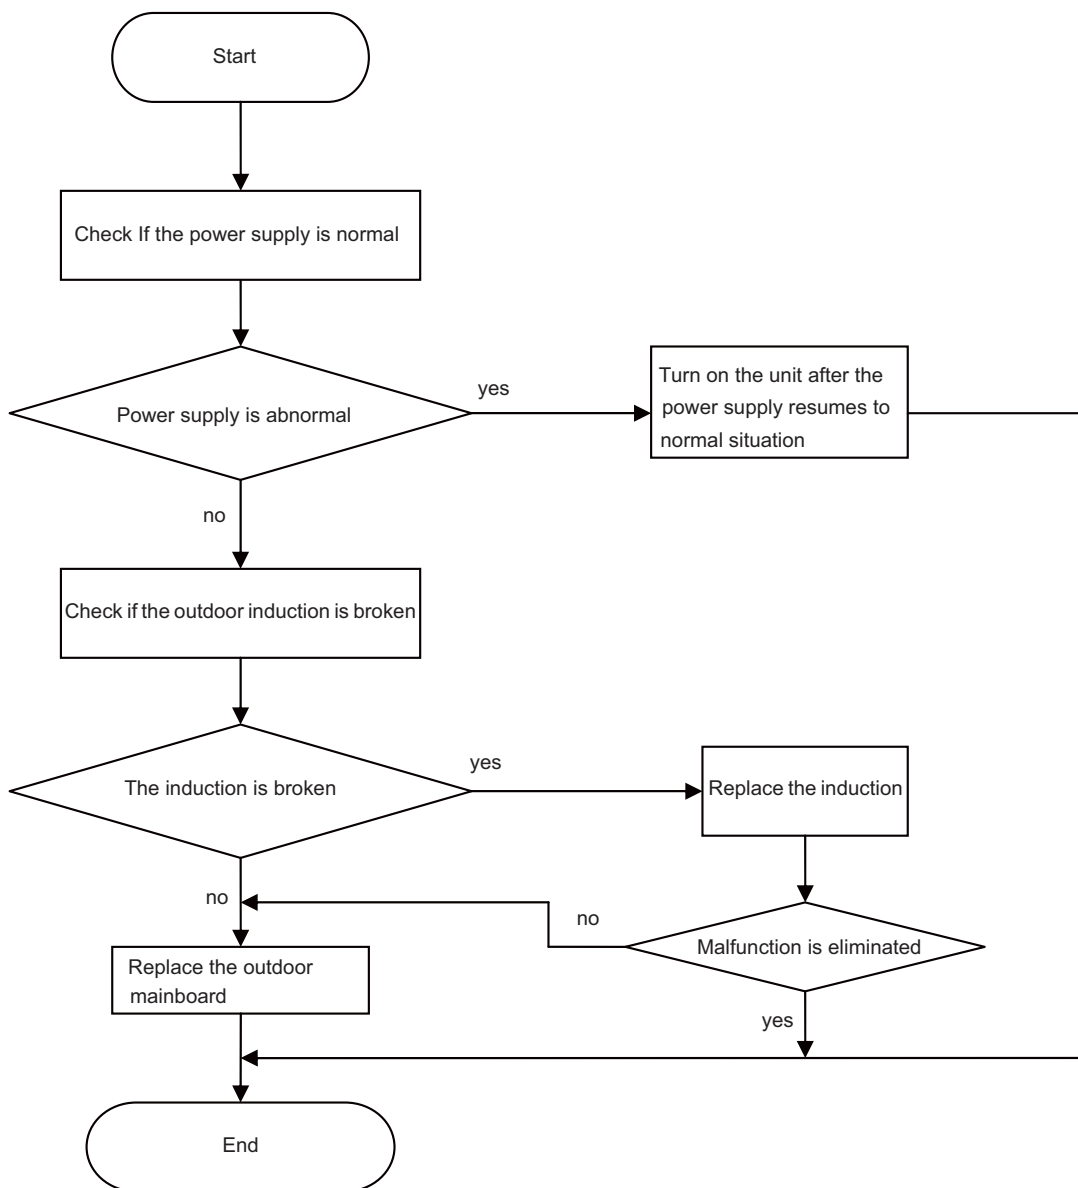 Start
Check If the power supply is normal
Power supply is abnormal
yes
Turn on the unit after the
power supply resumes to
normal situation
no
Check if the outdoor induction is broken
The induction is broken
yes
Replace the induction
no
no
Malfunction is eliminated
Replace the outdoor
mainboard
yes
End